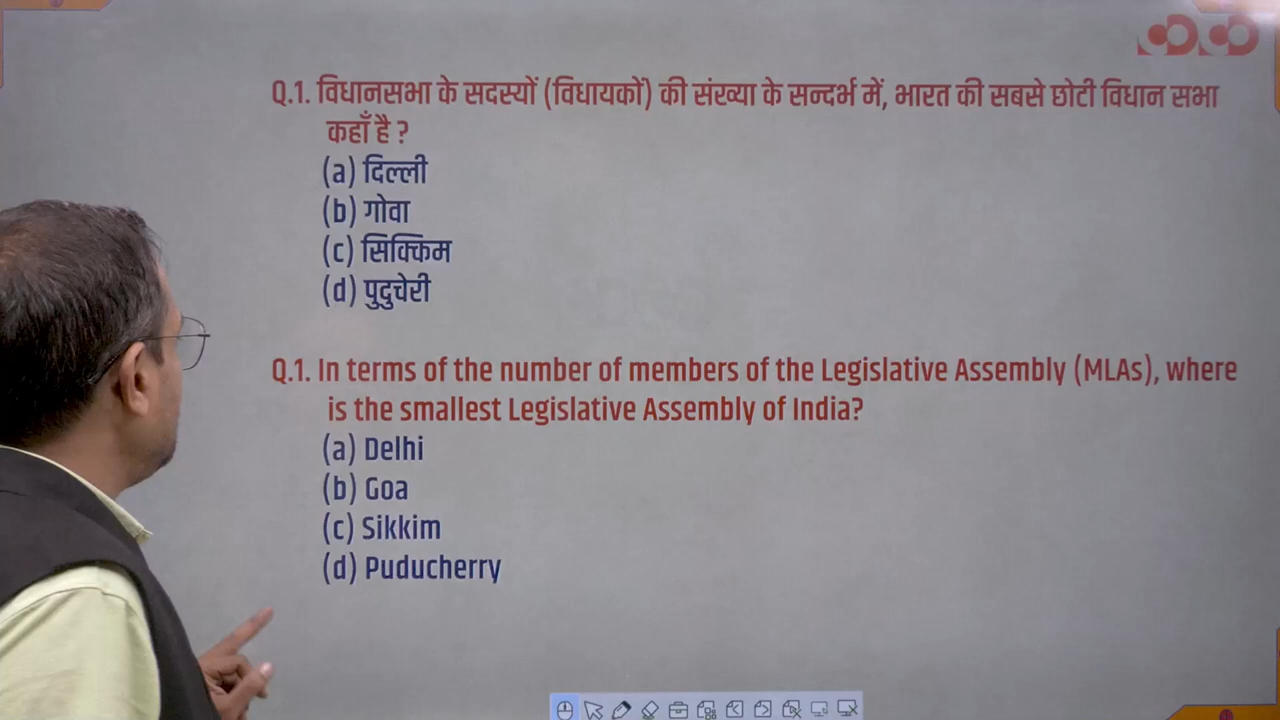 Q.1. विधानसभा के सदस्यों (विधायकों) की संख्या के सन्दर्भ में, भारत की सबसे छोटी विधान सभा
कहाँ है ?
(a) दिल्ली
(b) गोवा
(c) सिक्किम
(d) पुदुचेरी
Q.1. In terms of the number of members of the Legislative Assembly (MLAs), where
is the smallest Legislative Assembly of India?
(a) Delhi
(b) Goa
(c) Sikkim
(d) Puducherry